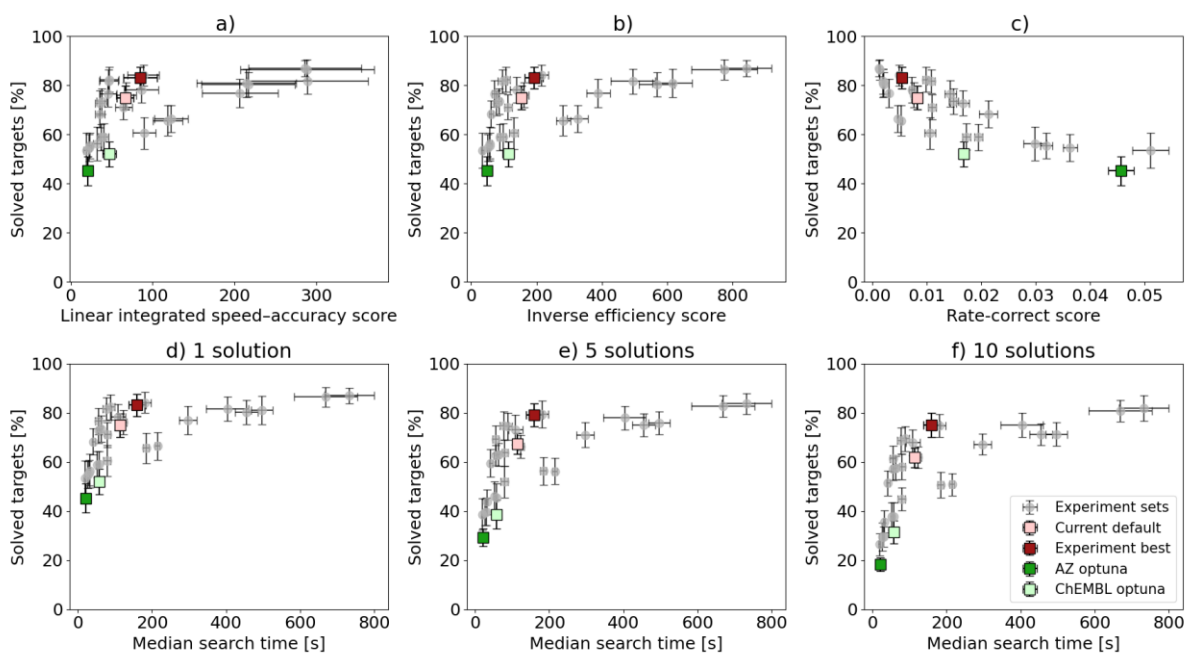 a)
100
80
60
40
20
0
Solved targets [%]
0 100 200 300
Linear integrated speed–accuracy score
b)
100
80
60
40
20
0
Solved targets [%]
0 200 400 600 800
Inverse efficiency score
c)
100
80
60
40
20
0
Solved targets [%]
0.00 0.01 0.02 0.03 0.04 0.05
Rate-correct score
d) 1 solution
100
80
60
40
20
0
Solved targets [%]
0 200 400 600 800
Median search time [s]
e) 5 solutions
100
80
60
40
20
0
Solved targets [%]
0 200 400 600 800
Median search time [s]
f) 10 solutions
100
80
60
40
20
0
Solved targets [%]
0 200 400 600 800
Median search time [s]
Experiment sets
Current default
Experiment best
AZ optuna
ChEMBL optuna